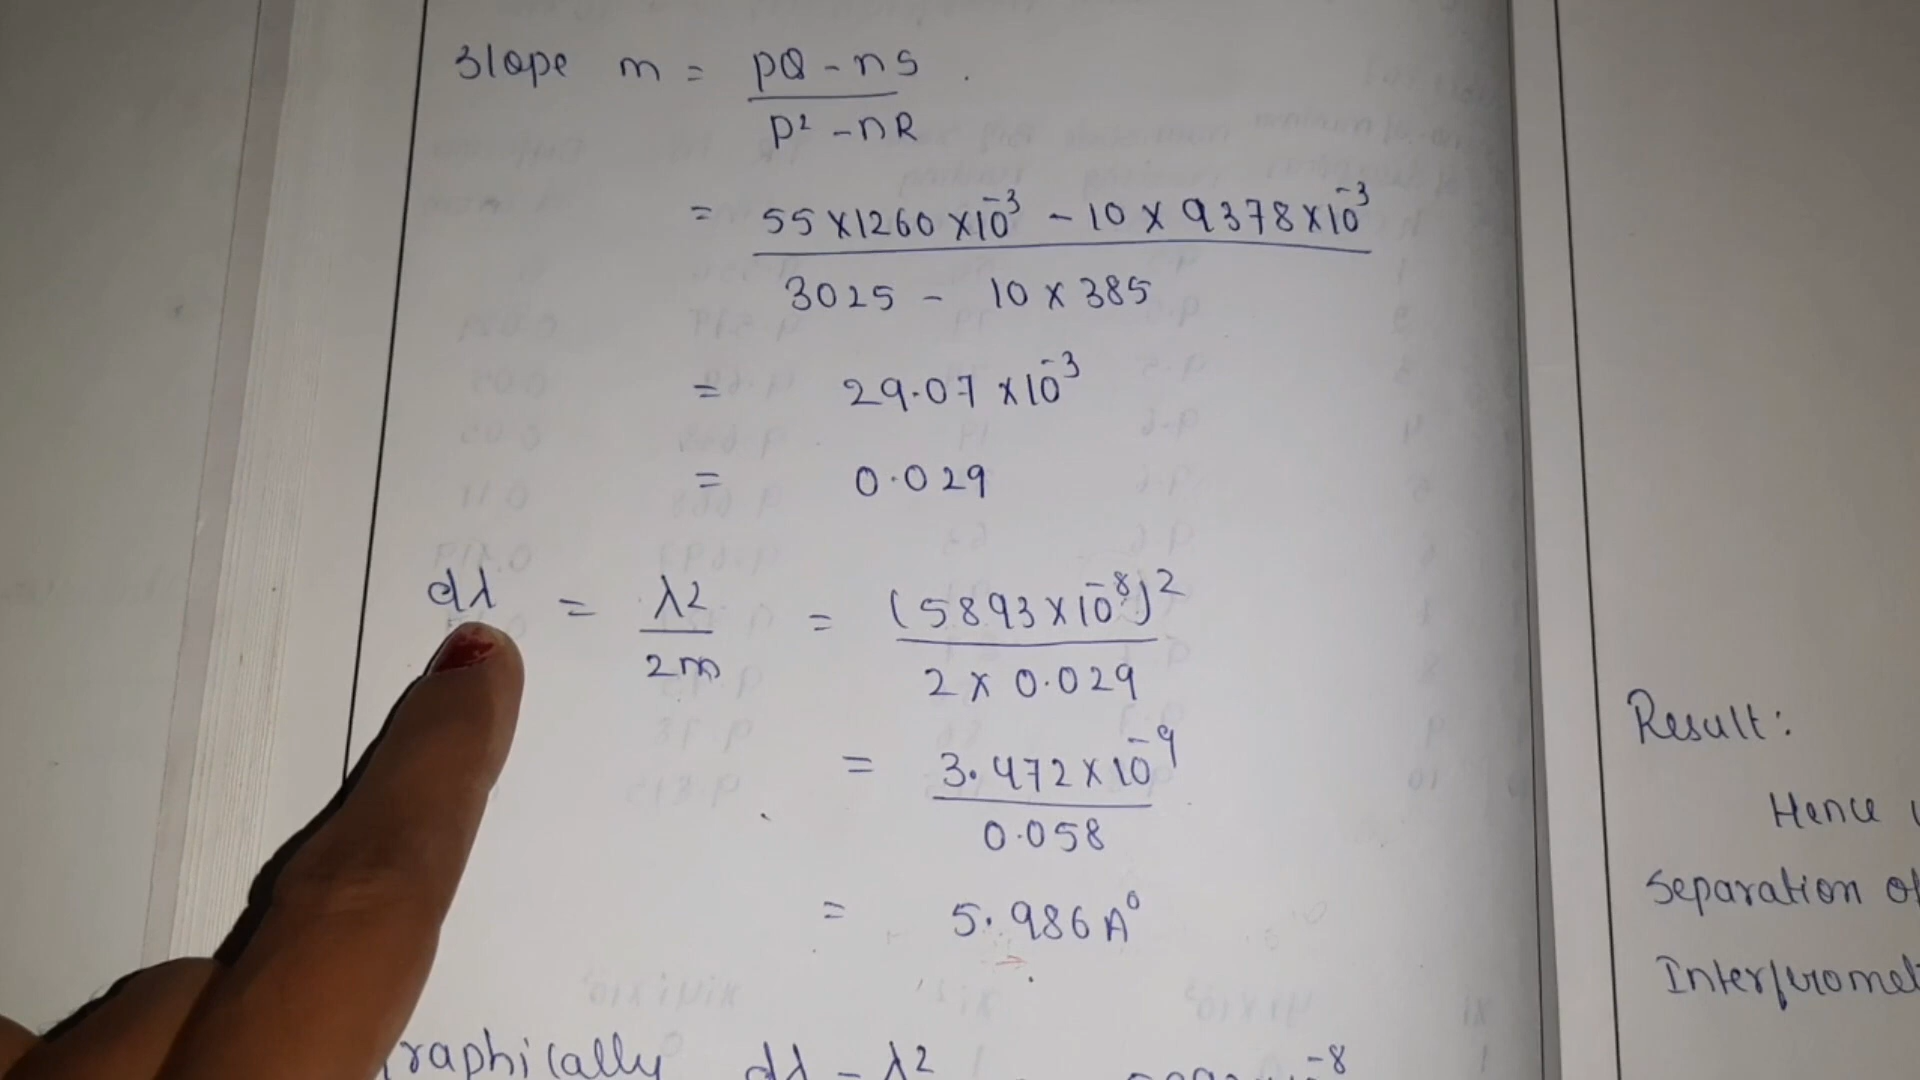 Slope m = pQ - nS
p² - nR
= 55 x 1260 x 10⁻³ - 10 x 9378 x 10⁻³
3025 - 10 x 385
= 29.07 x 10⁻³
= 0.029
dλ = λ2 = (5893 x 10⁻⁸)2
2m 2 x 0.029
= 3.472 x 10⁻⁹
0.058
= 5.986 A⁰
raphically dλ = λ2
-8
Result:
Hence
Separation of
Interferomet